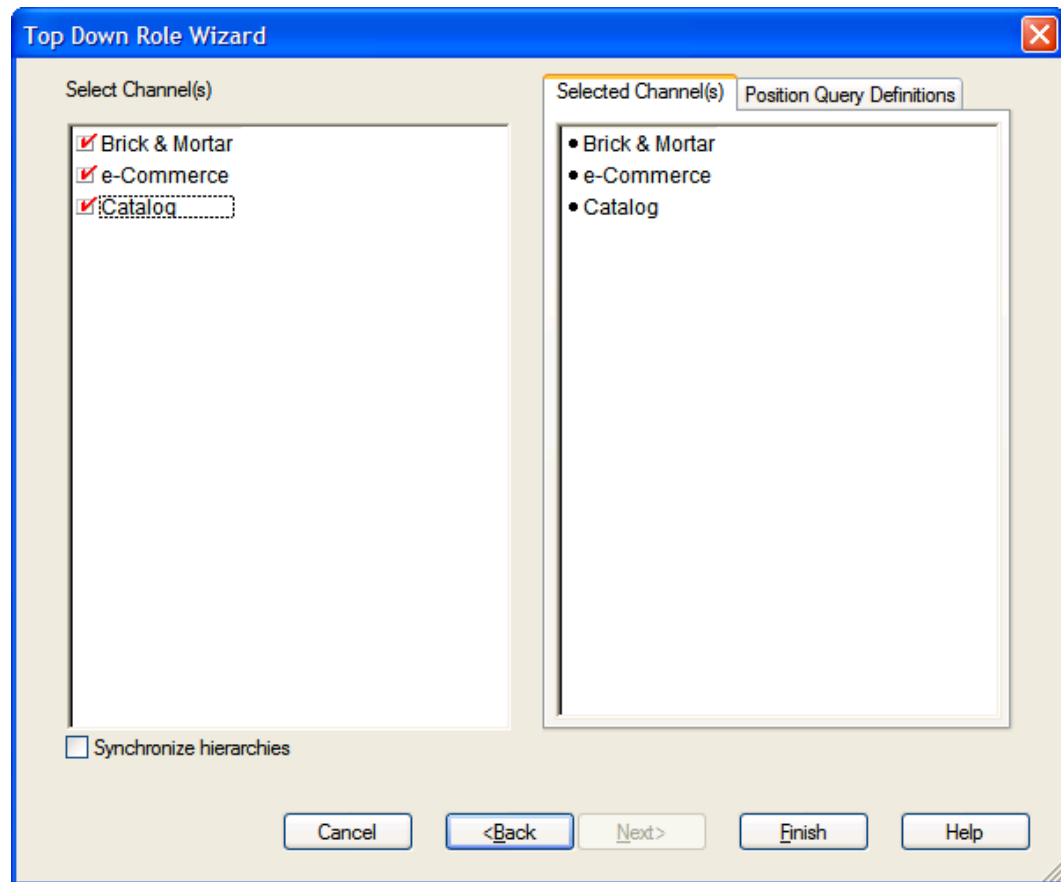 Top Down Role Wizard
Select Channel(s)
Brick & Mortar
e-Commerce
Catalog
Synchronize hierarchies
Selected Channel(s) Position Query Definitions
• Brick & Mortar
• e-Commerce
• Catalog
Cancel <Back Next> Finish Help